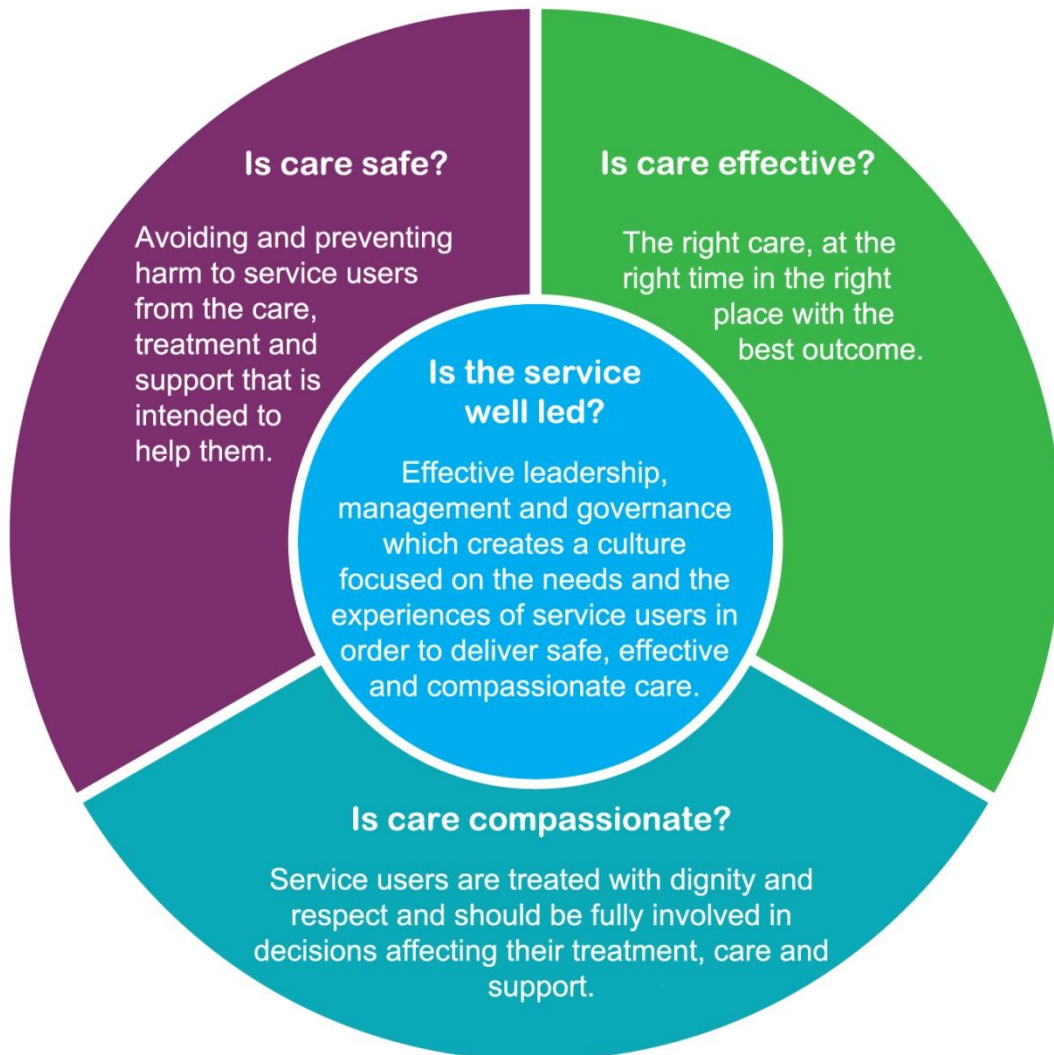 Is care safe?
Avoiding and preventing
harm to service users
from the care,
treatment and
support that is
intended to
help them.
Is care effective?
The right care, at the
right time in the right
place with the
best outcome.
Is the service
well led?
Effective leadership,
management and governance
which creates a culture
focused on the needs and the
experiences of service users in
order to deliver safe, effective
and compassionate care.
Is care compassionate?
Service users are treated with dignity and
respect and should be fully involved in
decisions affecting their treatment, care and
support.